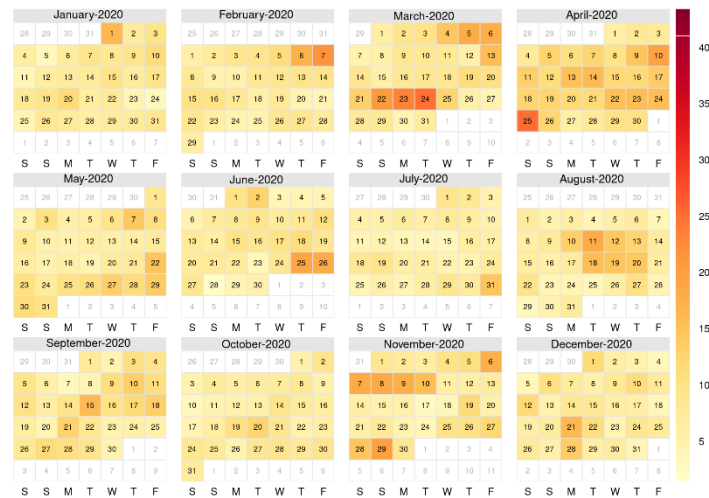 January-2020
28 29 30 31 1 2 3
4 5 6 7 8 9 10
11 12 13 14 15 16 17
18 19 20 21 22 23 24
25 26 27 28 29 30 31
1 2 3 4 5 6 7
S S M T W T F
February-2020
25 26 27 28 29 30 31
1 2 3 4 5 6 7
8 9 10 11 12 13 14
15 16 17 18 19 20 21
22 23 24 25 26 27 28
29 1 2 3 4 5 6
S S M T W T F
March-2020
29 1 2 3 4 5 6
7 8 9 10 11 12 13
14 15 16 17 18 19 20
21 22 23 24 25 26 27
28 29 30 31 1 2 3
4 5 6 7 8 9 10
S S M T W T F
April-2020
28 29 30 31 1 2 3
4 5 6 7 8 9 10
11 12 13 14 15 16 17
18 19 20 21 22 23 24
25 26 27 28 29 30 1
2 3 4 5 6 7 8
S S M T W T F
May-2020
25 26 27 28 29 30 1
2 3 4 5 6 7 8
9 10 11 12 13 14 15
16 17 18 19 20 21 22
23 24 25 26 27 28 29
30 31 1 2 3 4 5
S S M T W T F
June-2020
30 31 1 2 3 4 5
6 7 8 9 10 11 12
13 14 15 16 17 18 19
20 21 22 23 24 25 26
27 28 29 30 1 2 3
4 5 6 7 8 9 10
S S M T W T F
July-2020
27 28 29 30 1 2 3
4 5 6 7 8 9 10
11 12 13 14 15 16 17
18 19 20 21 22 23 24
25 26 27 28 29 30 31
1 2 3 4 5 6 7
S S M T W T F
August-2020
25 26 27 28 29 30 31
1 2 3 4 5 6 7
8 9 10 11 12 13 14
15 16 17 18 19 20 21
22 23 24 25 26 27 28
29 30 31 1 2 3 4
S S M T W T F
September-2020
29 30 31 1 2 3 4
5 6 7 8 9 10 11
12 13 14 15 16 17 18
19 20 21 22 23 24 25
26 27 28 29 30 1 2
3 4 5 6 7 8 9
S S M T W T F
October-2020
26 27 28 29 30 1 2
3 4 5 6 7 8 9
10 11 12 13 14 15 16
17 18 19 20 21 22 23
24 25 26 27 28 29 30
31 1 2 3 4 5 6
S S M T W T F
November-2020
31 1 2 3 4 5 6
7 8 9 10 11 12 13
14 15 16 17 18 19 20
21 22 23 24 25 26 27
28 29 30 1 2 3 4
5 6 7 8 9 10 11
S S M T W T F
December-2020
28 29 30 1 2 3 4
5 6 7 8 9 10 11
12 13 14 15 16 17 18
19 20 21 22 23 24 25
26 27 28 29 30 31 1
2 3 4 5 6 7 8
S S M T W T F
40
35
30
25
20
15
10
5